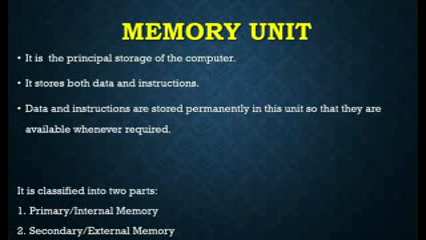 MEMORY UNIT
• It is the principal storage of the computer.
• It stores both data and instructions.
• Data and instructions are stored permanently in this unit so that they are
available whenever required.
It is classified into two parts:
1. Primary/Internal Memory
2. Secondary/External Memory